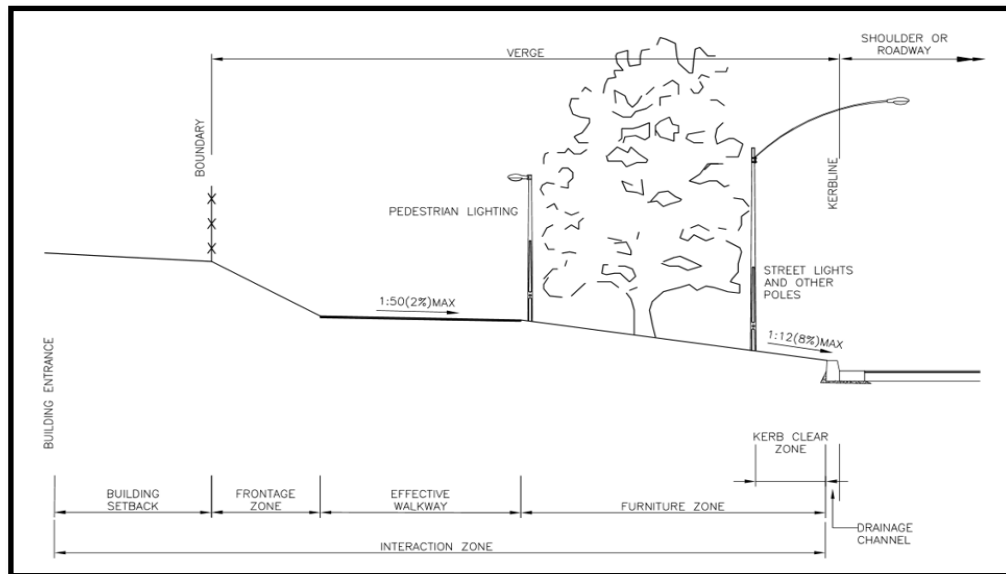 SHOULDER OR
ROADWAY
VERGE
BOUNDARY
KERBLINE
PEDESTRIAN LIGHTING
STREET LIGHTS
AND OTHER
POLES
1:50(2%)MAX
1:12(8%)MAX
BUILDING ENTRANCE
KERB CLEAR
ZONE
BUILDING
SETBACK
FRONTAGE
ZONE
EFFECTIVE
WALKWAY
FURNITURE ZONE
DRAINAGE
CHANNEL
INTERACTION ZONE